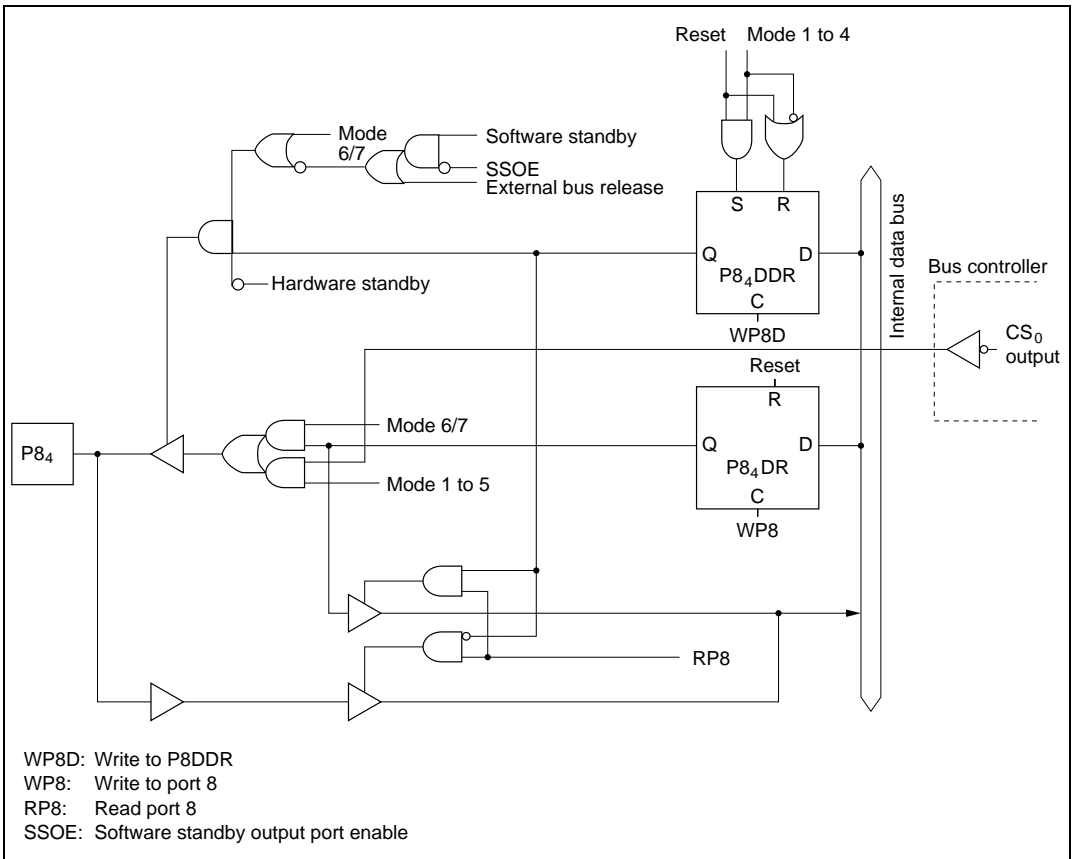 Reset Mode 1 to 4
Mode
6/7
Software standby
SSOE
External bus release
S R
Q D
P8₄DDR
C
WP8D
Hardware standby
Internal data bus
Bus controller
CS₀
output
Reset
R
Q D
P8₄DR
C
WP8
Mode 6/7
P8₄
Mode 1 to 5
RP8
WP8D: Write to P8DDR
WP8: Write to port 8
RP8: Read port 8
SSOE: Software standby output port enable